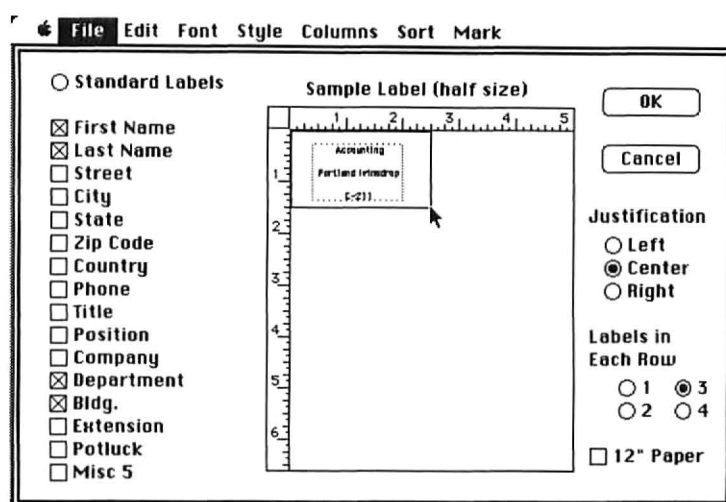 File Edit Font Style Columns Sort Mark
Standard Labels
First Name
Last Name
Street
City
State
Zip Code
Country
Phone
Title
Position
Company
Department
Bldg.
Extension
Potluck
Misc 5
Sample Label (half size)
1 2 3 4 5
1
2
3
4
5
6
Accounting
Portland
C-211
OK
Cancel
Justification
Left
Center
Right
Labels in
Each Row
1 3
2 4
12" Paper